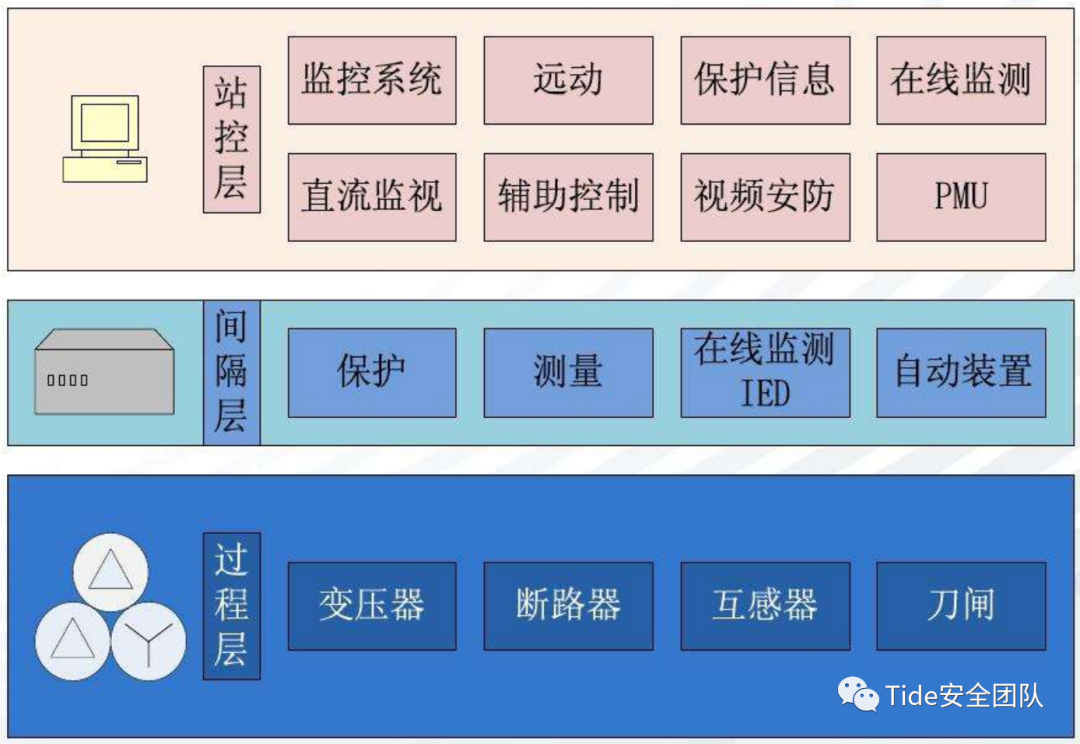 站控层
监控系统
远动
保护信息
在线监测
直流监视
辅助控制
视频安防
PMU
间隔层
保护
测量
在线监测
IED
自动装置
过程层
变压器
断路器
互感器
刀闸
Tide安全团队